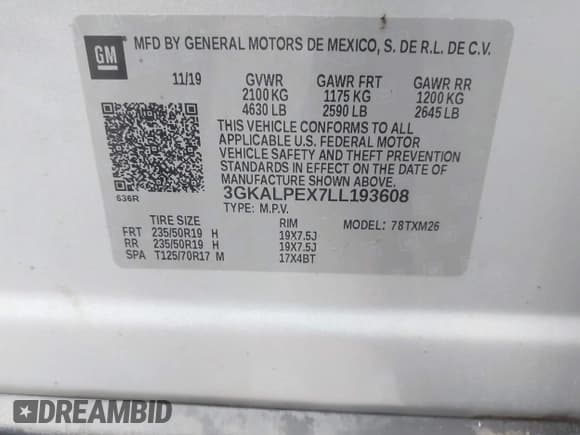 GM MFD BY GENERAL MOTORS DE MEXICO, S. DE R.L. DE C.V.
11/19 GVWR GAWR FRT GAWR RR
2100 KG 1175 KG 1200 KG
4630 LB 2590 LB 2645 LB
THIS VEHICLE CONFORMS TO ALL
APPLICABLE U.S. FEDERAL MOTOR
VEHICLE SAFETY AND THEFT PREVENTION
STANDARDS IN EFFECT ON THE DATE OF
MANUFACTURE SHOWN ABOVE.
636R 3GKALPEX7LL193608
TYPE: M.P.V. MODEL: 78TXM26
TIRE SIZE RIM
FRT 235/50R19 H 19X7.5J
RR 235/50R19 H 19X7.5J
SPA T125/70R17 M 17X4BT
DREAMBID